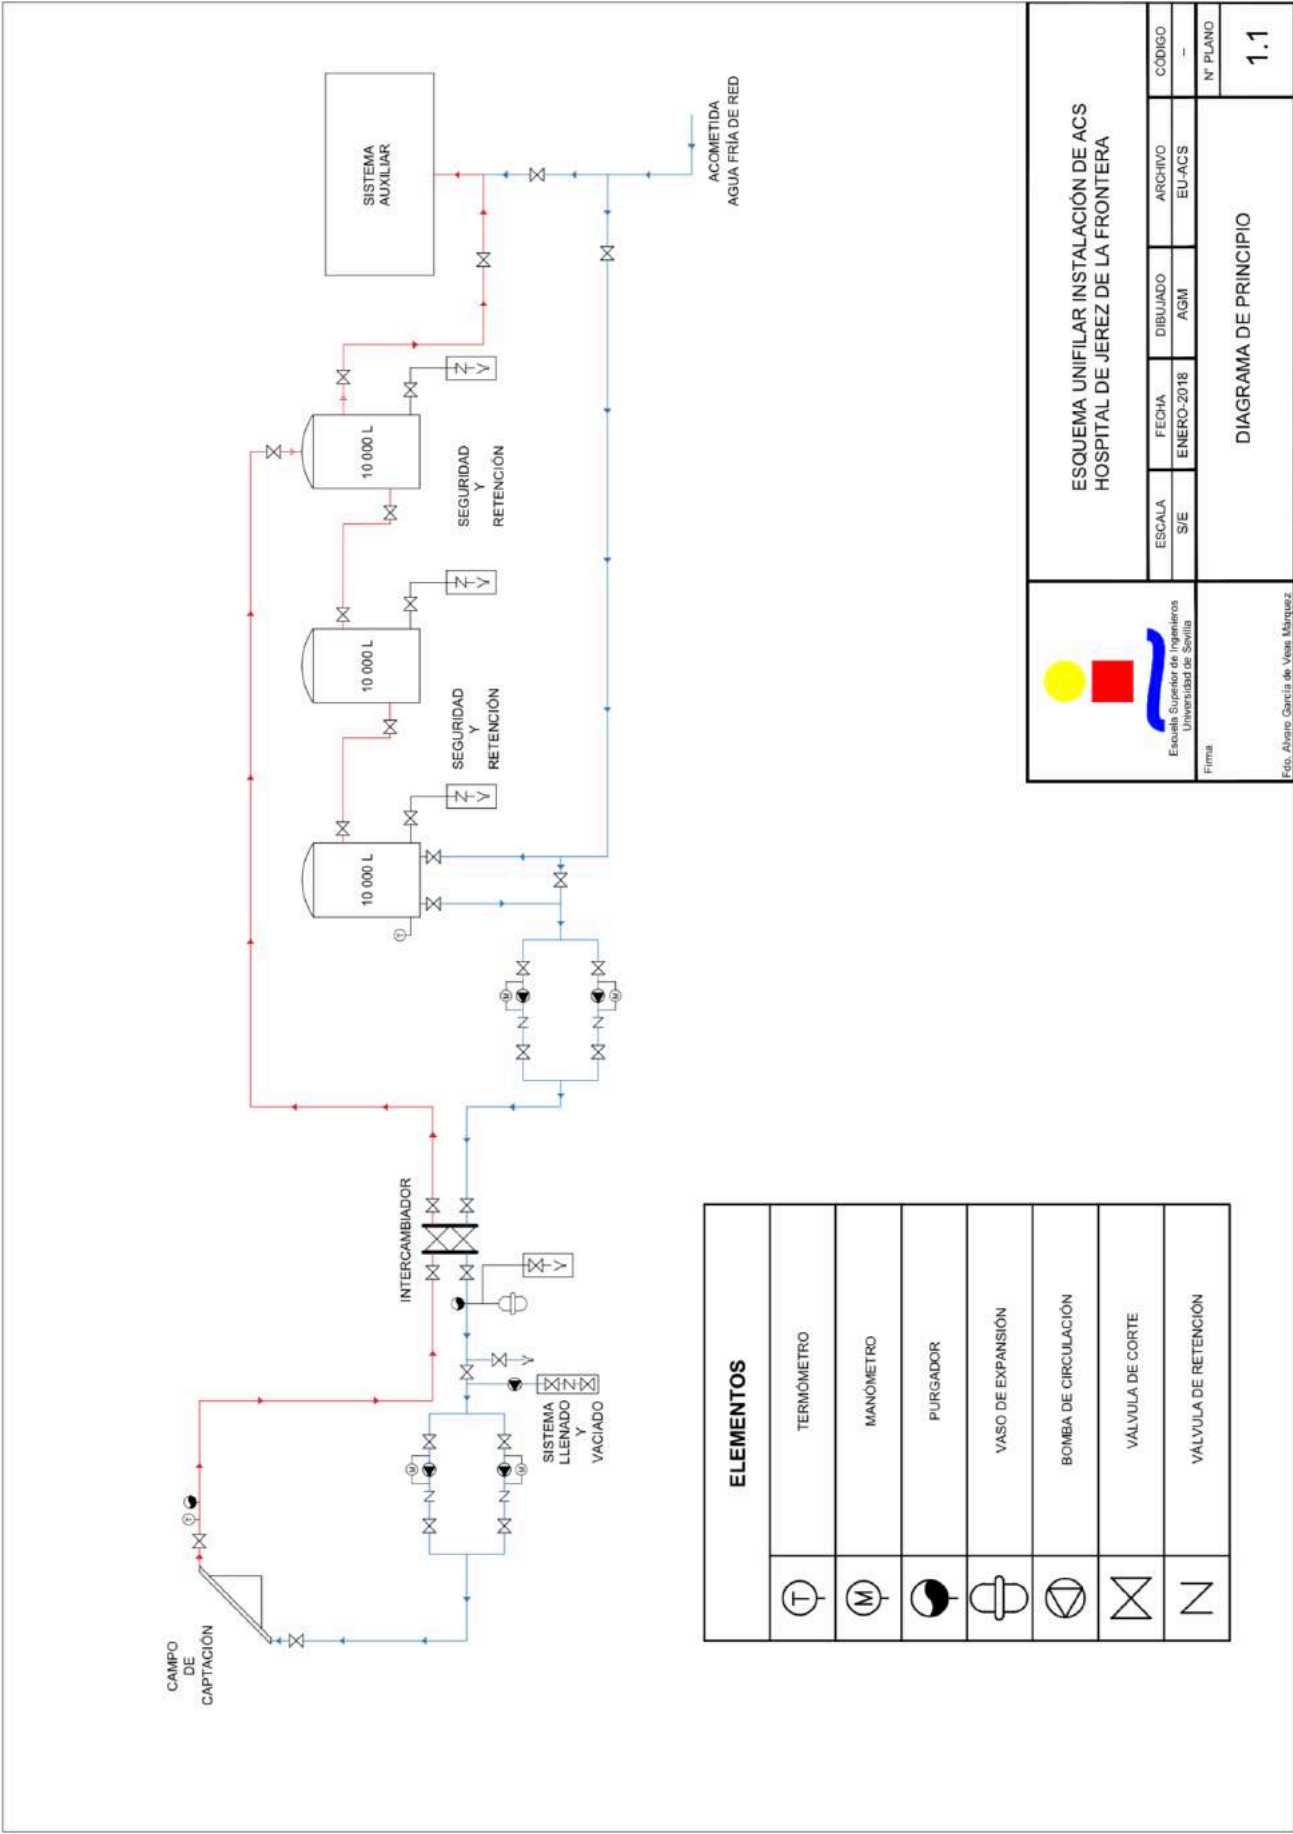 CAMPO
DE
CAPTACIÓN
T
M
M
SISTEMA
LLENADO
Y
VACIADO
INTERCAMBIADOR
M
M
T
10 000 L
10 000 L
10 000 L
SEGURIDAD
Y
RETENCIÓN
SEGURIDAD
Y
RETENCIÓN
SISTEMA
AUXILIAR
ACOMETIDA
AGUA FRÍA DE RED
ELEMENTOS
T TERMÓMETRO
M MANÓMETRO
PURGADOR
VASO DE EXPANSIÓN
BOMBA DE CIRCULACIÓN
VÁLVULA DE CORTE
VÁLVULA DE RETENCIÓN
Escuela Superior de Ingenieros
Universidad de Sevilla
ESQUEMA UNIFILAR INSTALACIÓN DE ACS
HOSPITAL DE JEREZ DE LA FRONTERA
ESCALA FECHA DIBUJADO ARCHIVO CÓDIGO
S/E ENERO-2018 AGM EU-ACS --
Firma
Fdo. Alvaro García de Veas Márquez
DIAGRAMA DE PRINCIPIO
Nº PLANO
1.1